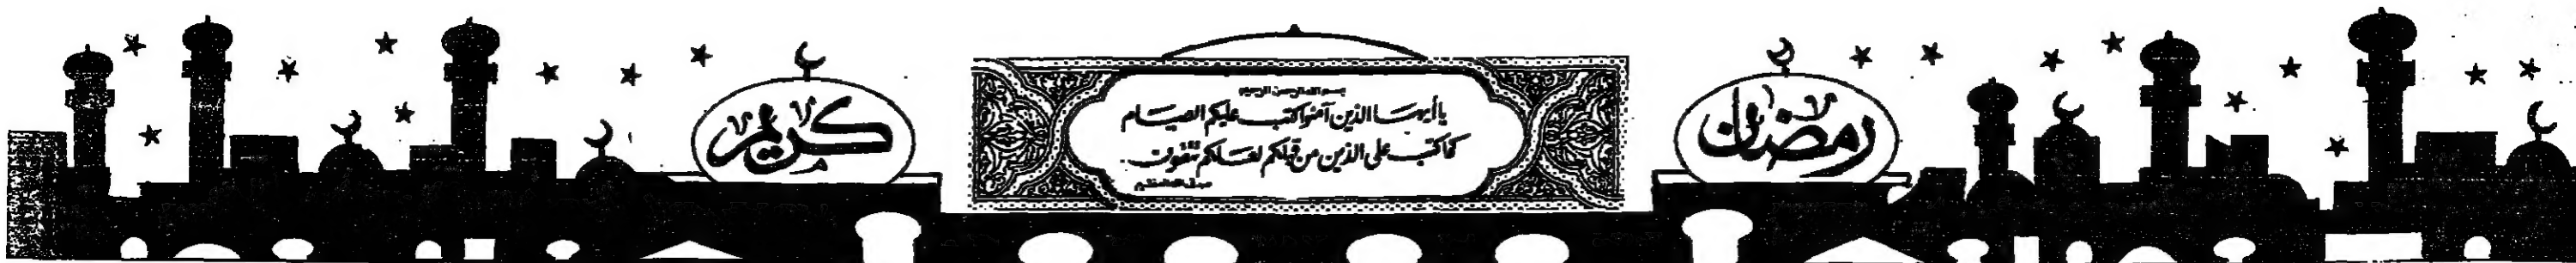 رمضان
كريم
بسم الله الرحمن الرحيم
يا أيها الذين آمنوا كتب عليكم الصيام
كما كتب على الذين من قبلكم لعلكم تتقون
صدق الله العظيم